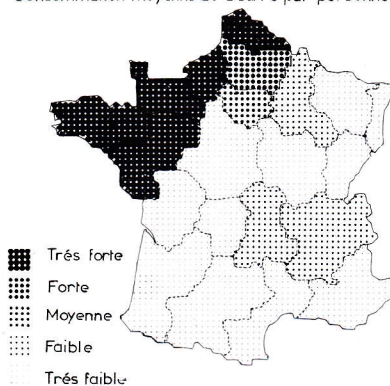 Consommation moyenne de beurre par personne
Trés forte
Forte
Moyenne
Faible
Trés faible